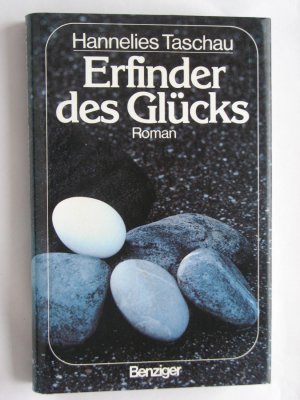 Hannelies Taschau
Erfinder
des Glücks
Roman
Benziger